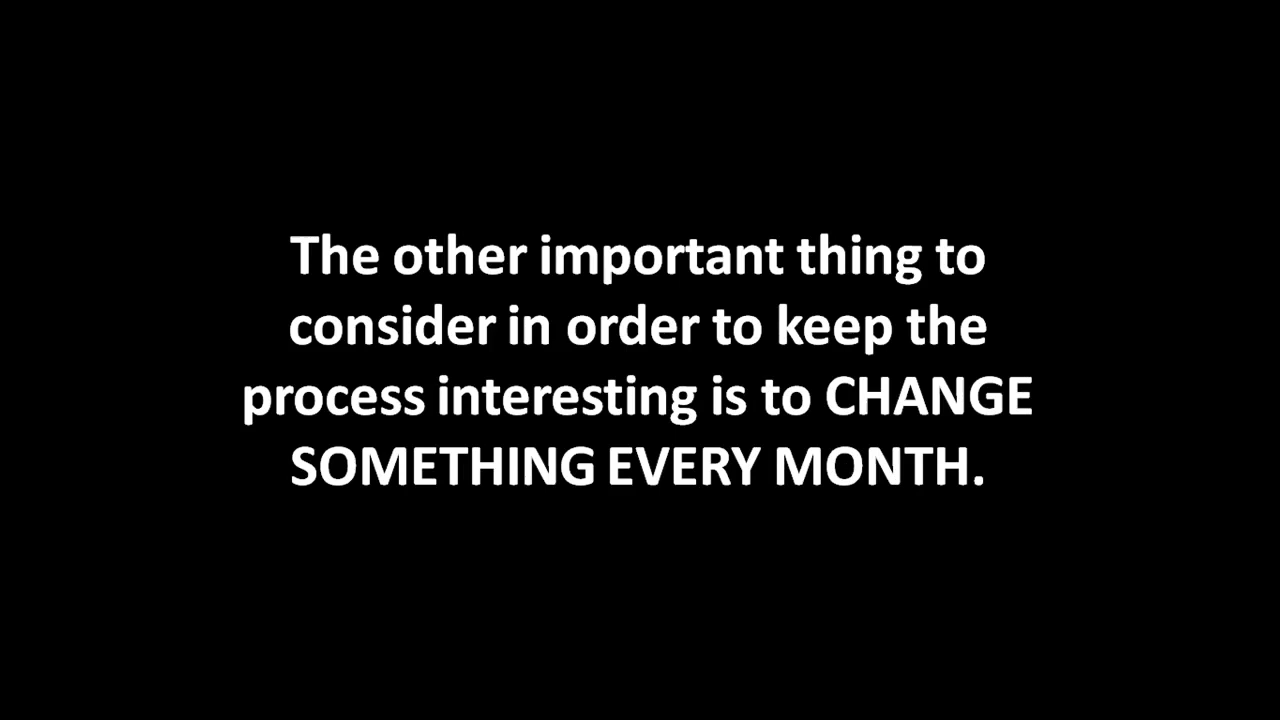 The other important thing to
consider in order to keep the
process interesting is to CHANGE
SOMETHING EVERY MONTH.